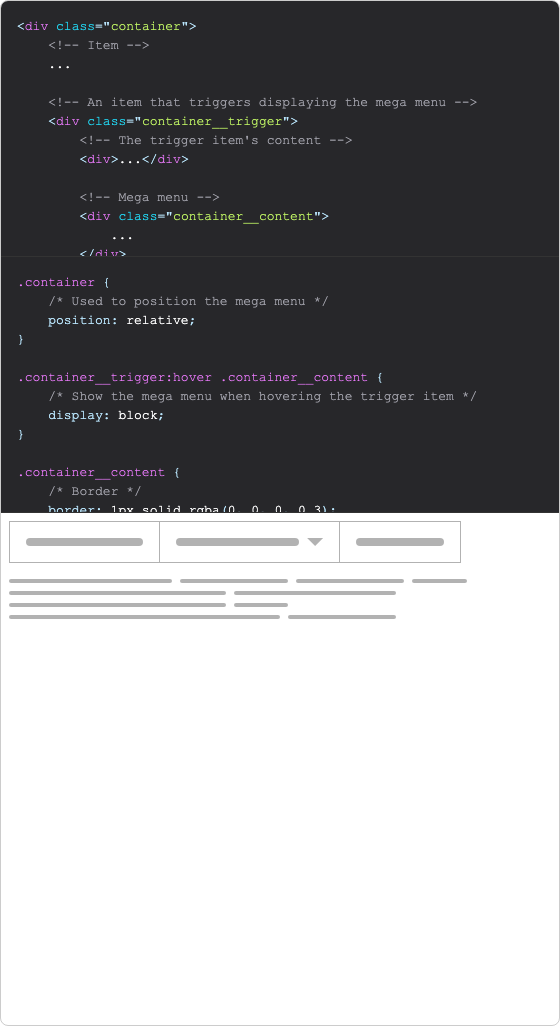 <div class="container">
    <!-- Item -->
    ...

    <!-- An item that triggers displaying the mega menu -->
    <div class="container__trigger">
        <!-- The trigger item's content -->
        <div>...</div>

        <!-- Mega menu -->
        <div class="container__content">
            ...
        </div>
.container {
    /* Used to position the mega menu */
    position: relative;
}

.container__trigger:hover .container__content {
    /* Show the mega menu when hovering the trigger item */
    display: block;
}

.container__content {
    /* Border */
    border: 1px solid rgba(0, 0, 0, 0.3);